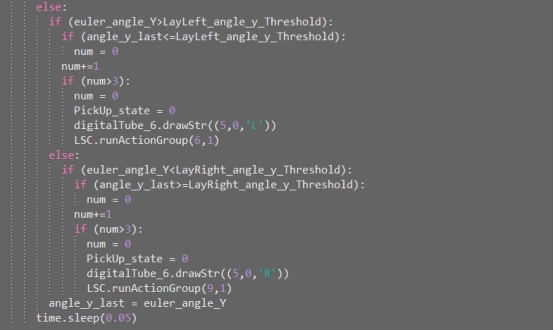 else:
if (euler_angle_Y>LayLeft_angle_y_Threshold):
if (angle_y_last<=LayLeft_angle_y_Threshold):
num = 0
num+=1
if (num>3):
num = 0
PickUp_state = 0
digitalTube_6.drawStr((5,0,'L'))
LSC.runActionGroup(6,1)
else:
if (euler_angle_Y<LayRight_angle_y_Threshold):
if (angle_y_last>=LayRight_angle_y_Threshold):
num = 0
num+=1
if (num>3):
num = 0
PickUp_state = 0
digitalTube_6.drawStr((5,0,'R'))
LSC.runActionGroup(9,1)
angle_y_last = euler_angle_Y
time.sleep(0.05)